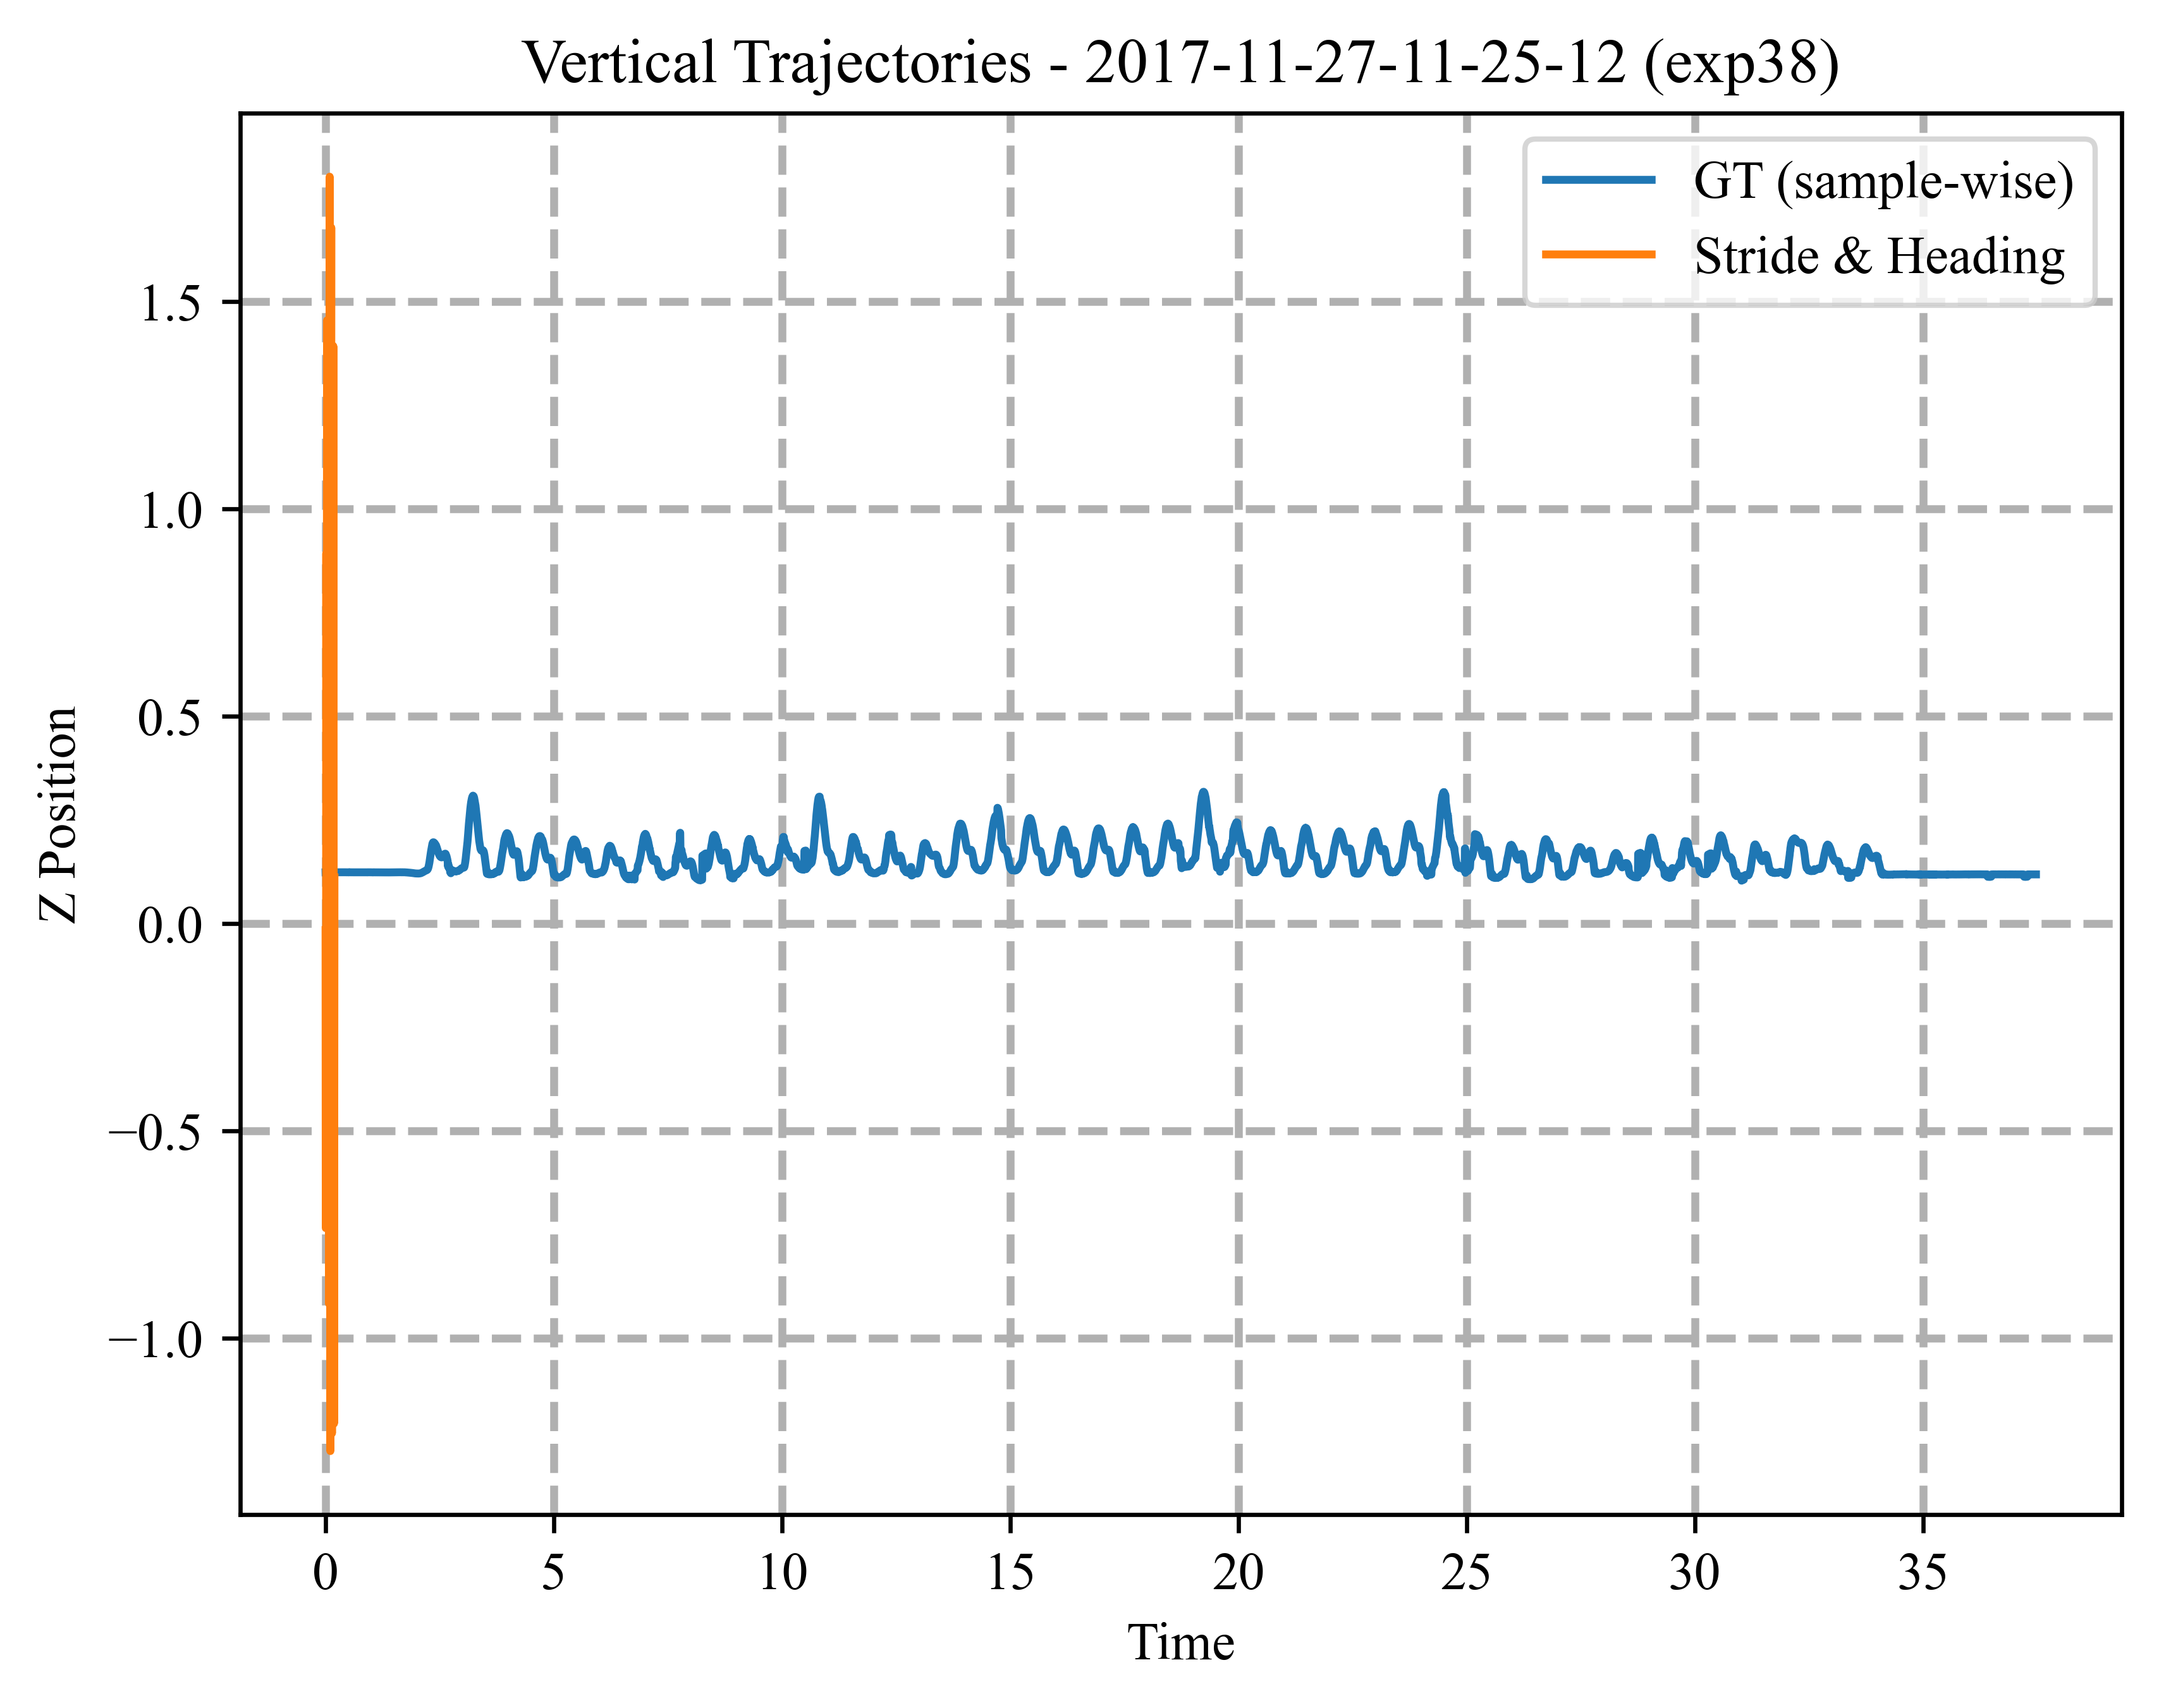 Vertical Trajectories - 2017-11-27-11-25-12 (exp38)
GT (sample-wise)
Stride & Heading
1.5
1.0
0.5
0.0
−0.5
−1.0
Z Position
0 5 10 15 20 25 30 35
Time